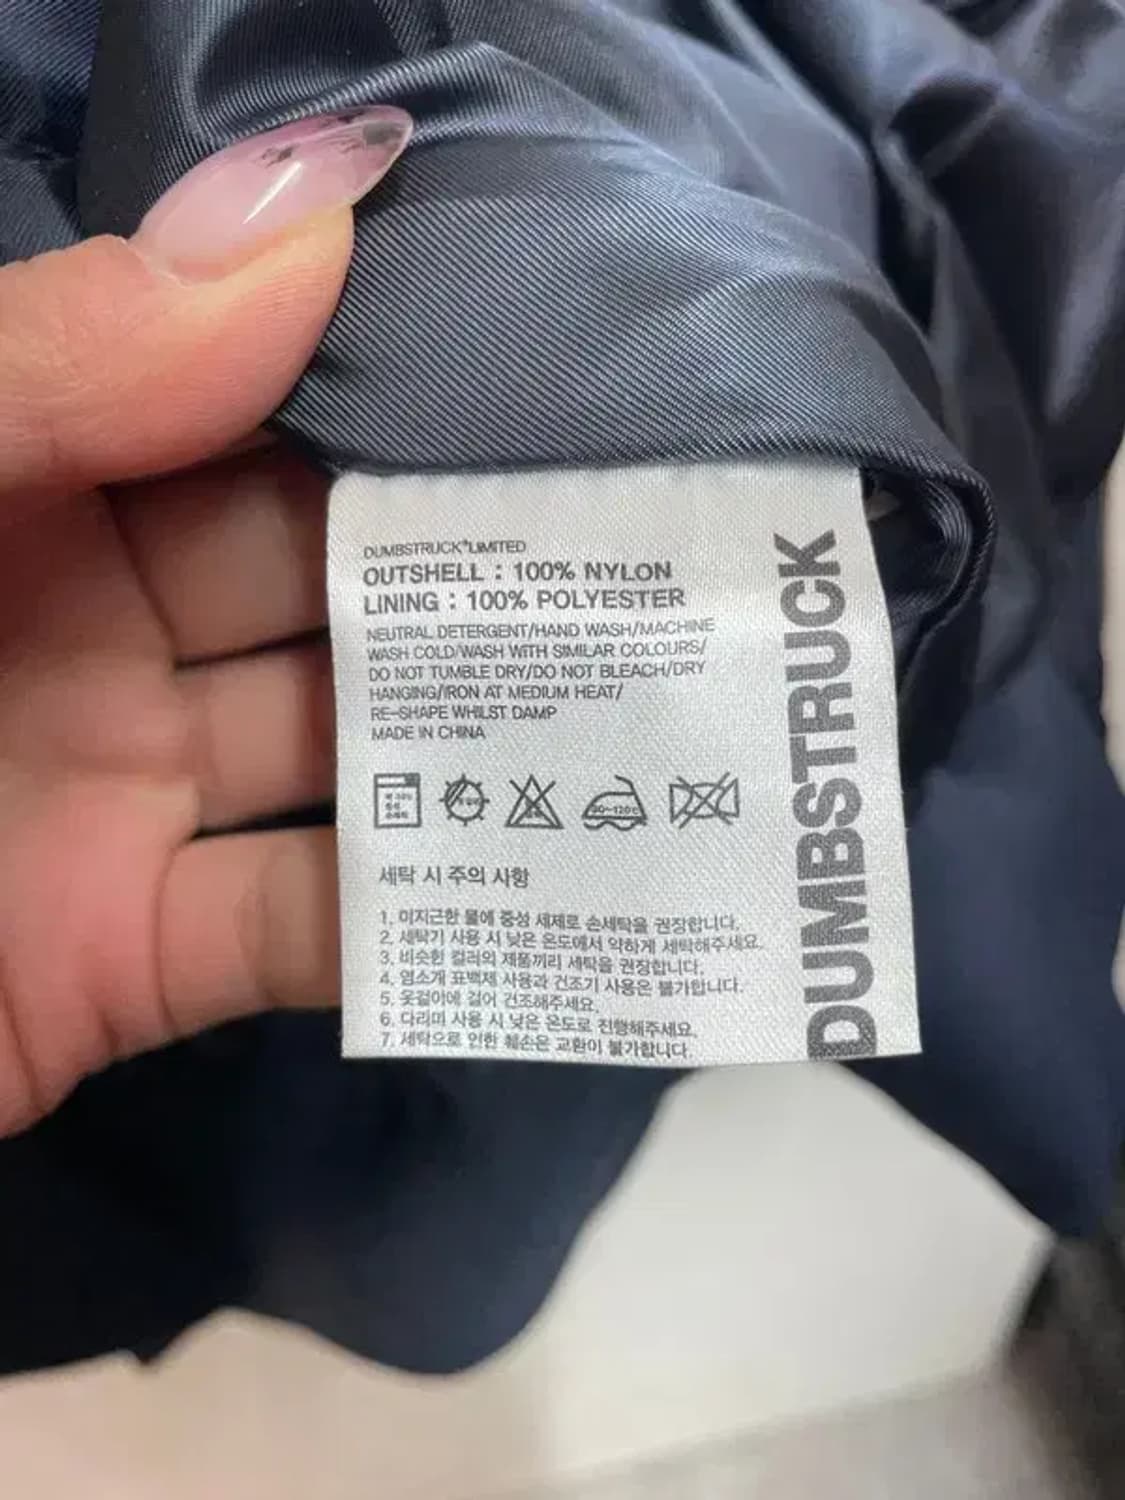 DUMBSTRUCK*LIMITED
OUTSHELL : 100% NYLON
LINING : 100% POLYESTER
NEUTRAL DETERGENT/HAND WASH/MACHINE
WASH COLD/WASH WITH SIMILAR COLOURS/
DO NOT TUMBLE DRY/DO NOT BLEACH/DRY
HANGING/IRON AT MEDIUM HEAT/
RE-SHAPE WHILST DAMP
MADE IN CHINA
80~120℃
세탁 시 주의 사항
1. 미지근한 물에 중성 세제로 손세탁을 권장합니다.
2. 세탁기 사용 시 낮은 온도에서 약하게 세탁해주세요.
3. 비슷한 컬러의 제품끼리 세탁을 권장합니다.
4. 염소개 표백제 사용과 건조기 사용은 불가합니다.
5. 옷걸이에 걸어 건조해주세요.
6. 다리미 사용 시 낮은 온도로 진행해주세요.
7. 세탁으로 인한 훼손은 교환이 불가합니다.
DUMBSTRUCK